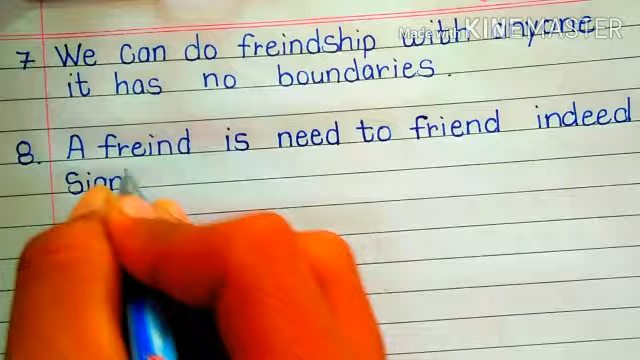 Made with KINEMASTER
7 We can do freindship with anyone
it has no boundaries.
8. A freind is need to friend indeed